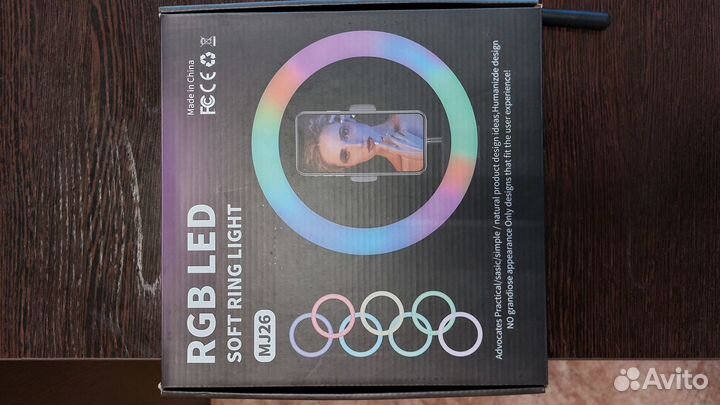 Made in China
FC CE
RGB LED
SOFT RING LIGHT
MJ26
Advocates Practical/sasic/simple / natural product design ideas,Humanizde design
NO grandiose appearance Only designs that fit the user experience!
Avito